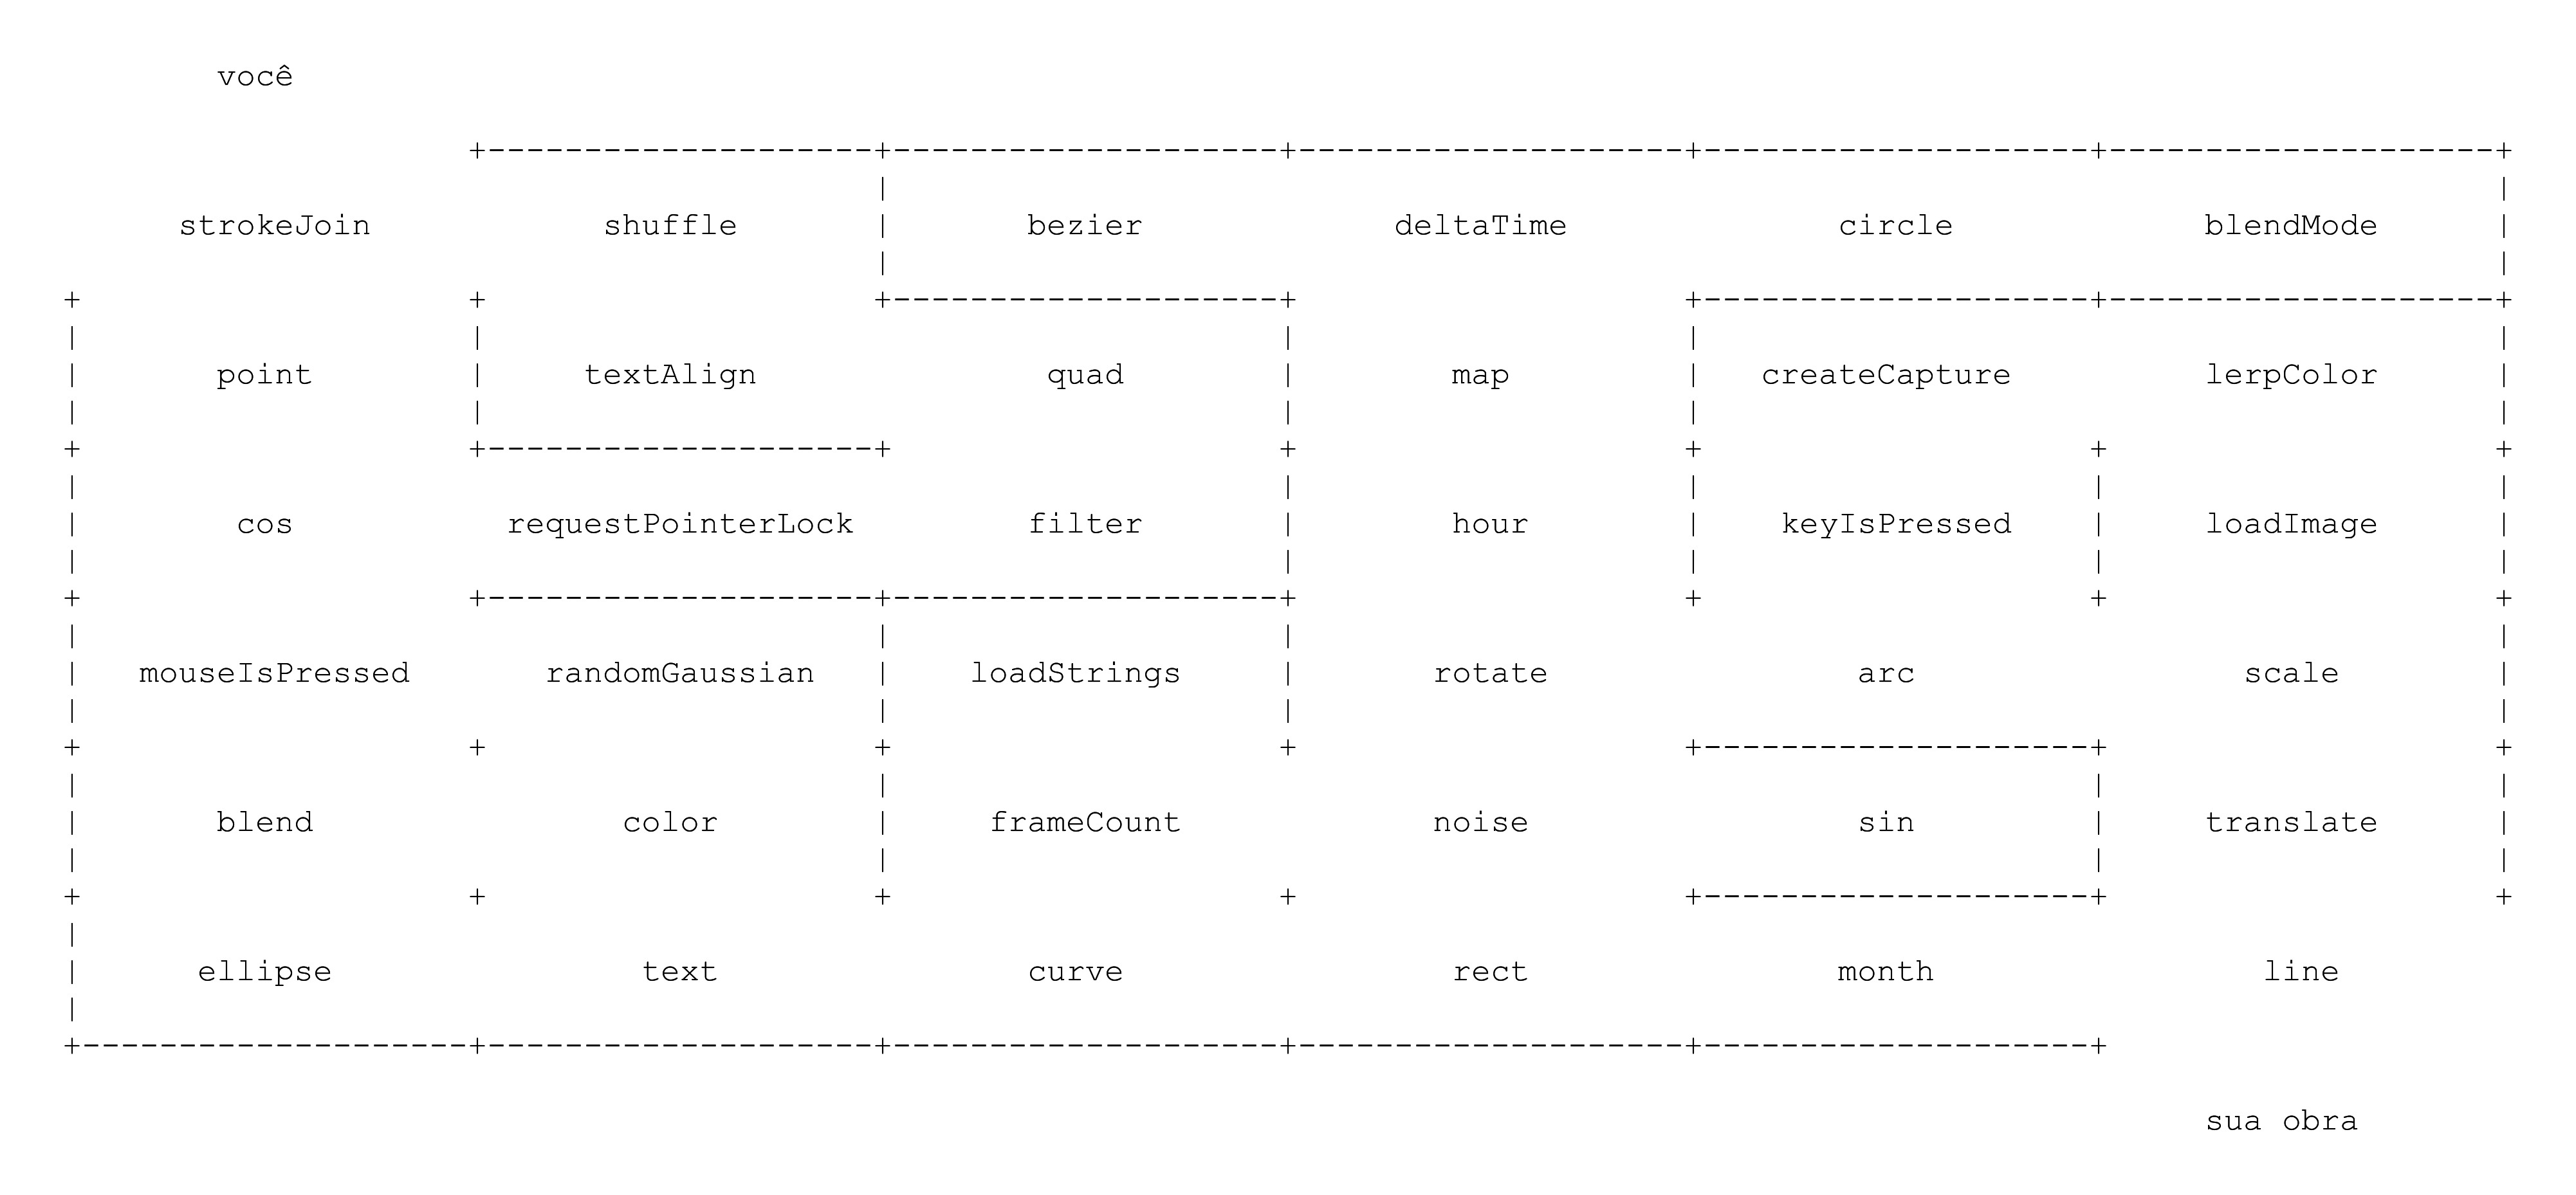 você
strokeJoin shuffle bezier deltaTime circle blendMode
point textAlign quad map createCapture lerpColor
cos requestPointerLock filter hour keyIsPressed loadImage
mouseIsPressed randomGaussian loadStrings rotate arc scale
blend color frameCount noise sin translate
ellipse text curve rect month line
sua obra